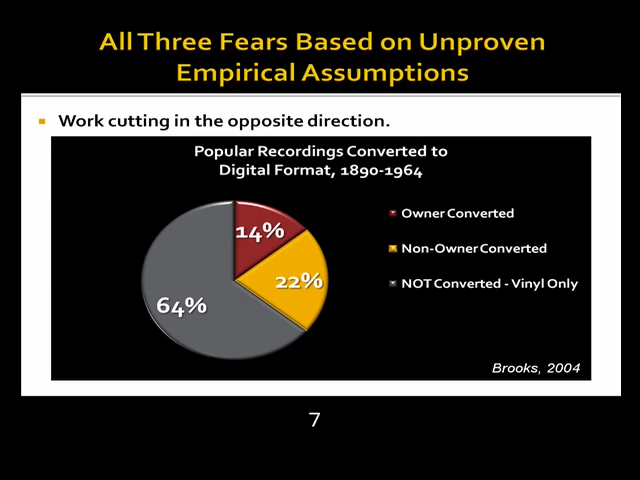 All Three Fears Based on Unproven
Empirical Assumptions
Work cutting in the opposite direction.
Popular Recordings Converted to
Digital Format, 1890-1964
14%
22%
64%
Owner Converted
Non-Owner Converted
NOT Converted - Vinyl Only
Brooks, 2004
7